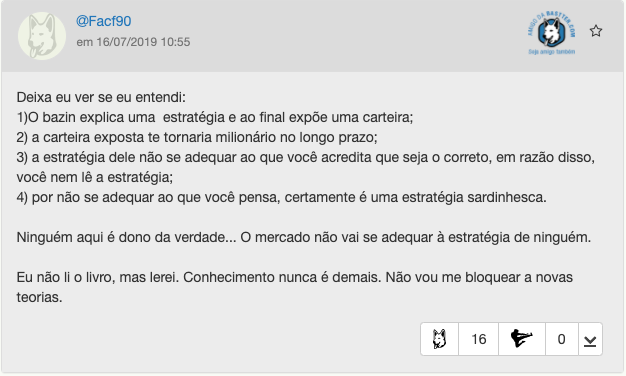 @Facf90
em 16/07/2019 10:55
AMIGO DA BASTTER.COM
Seja amigo também
Deixa eu ver se eu entendi:
1)O bazin explica uma  estratégia e ao final expõe uma carteira;
2) a carteira exposta te tornaria milionário no longo prazo;
3) a estratégia dele não se adequar ao que você acredita que seja o correto, em razão disso,
você nem lê a estratégia;
4) por não se adequar ao que você pensa, certamente é uma estratégia sardinhesca.
Ninguém aqui é dono da verdade... O mercado não vai se adequar à estratégia de ninguém.
Eu não li o livro, mas lerei. Conhecimento nunca é demais. Não vou me bloquear a novas
teorias.
16 0